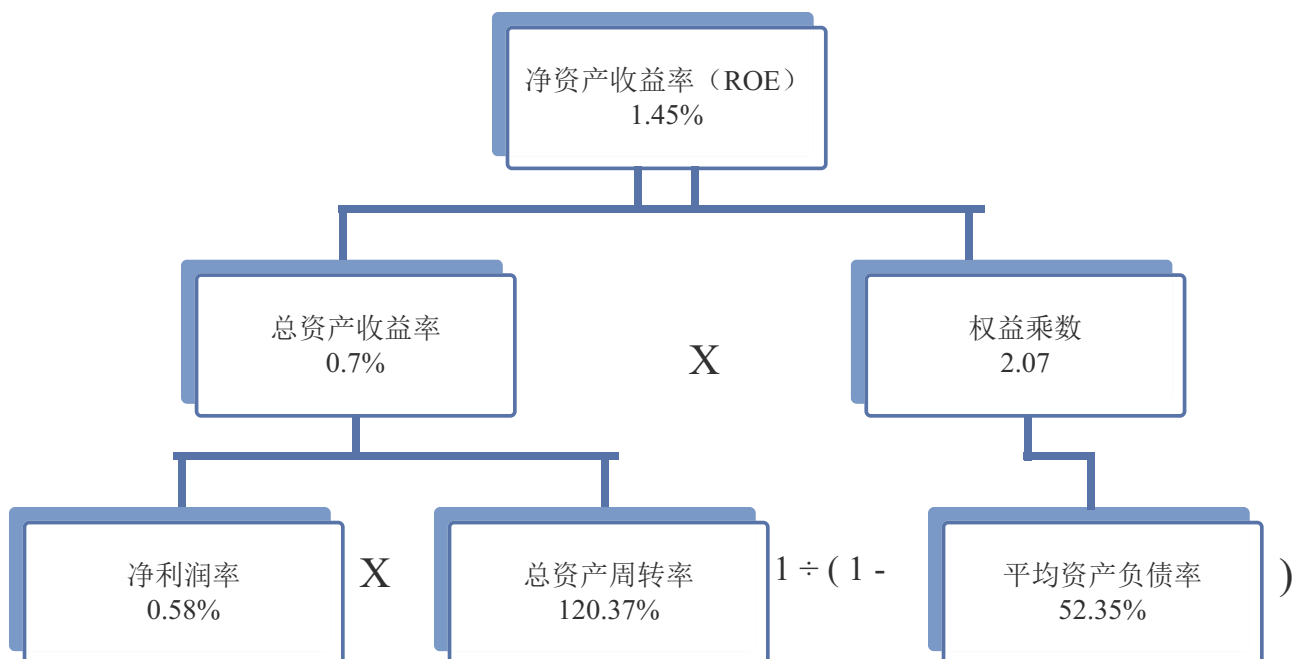 净资产收益率（ROE）
1.45%
总资产收益率
0.7%
X
权益乘数
2.07
净利润率
0.58%
X
总资产周转率
120.37%
1 ÷ ( 1 -
平均资产负债率
52.35%
)